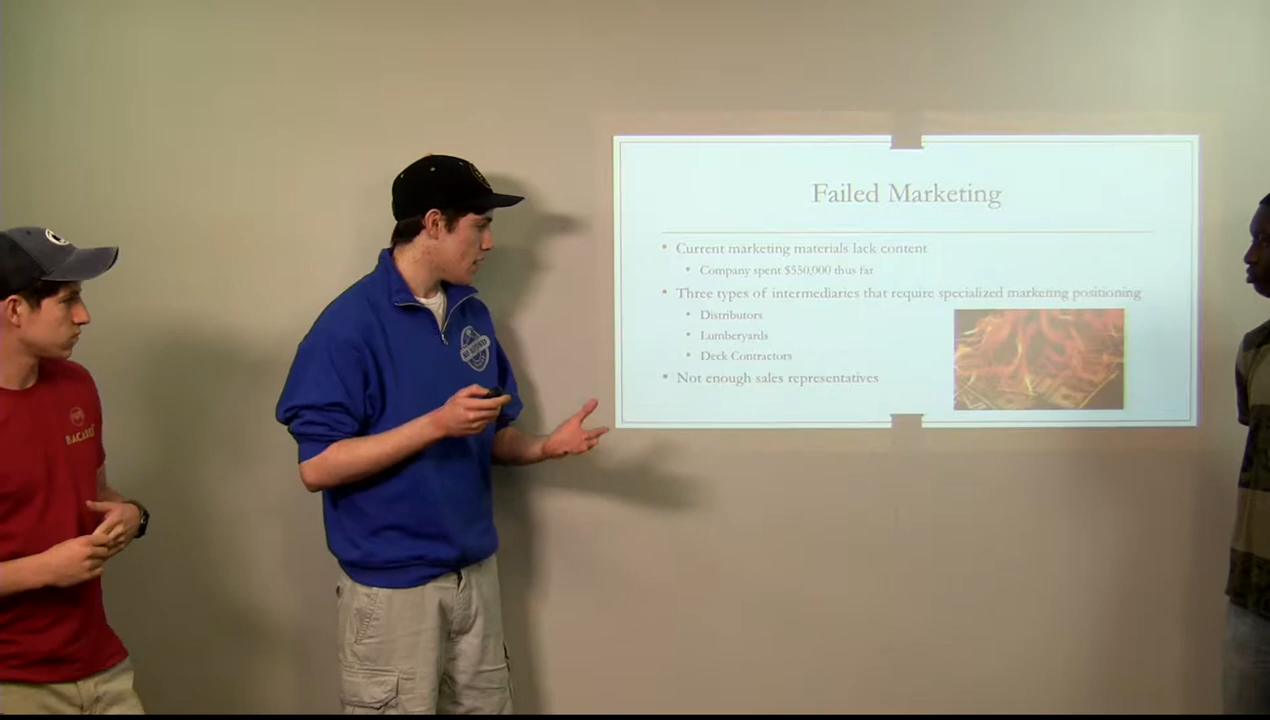 Failed Marketing
Current marketing materials lack content
Company spent $550,000 thus far
Three types of intermediaries that require specialized marketing positioning
Distributors
Lumberyards
Deck Contractors
Not enough sales representatives
BACARDI